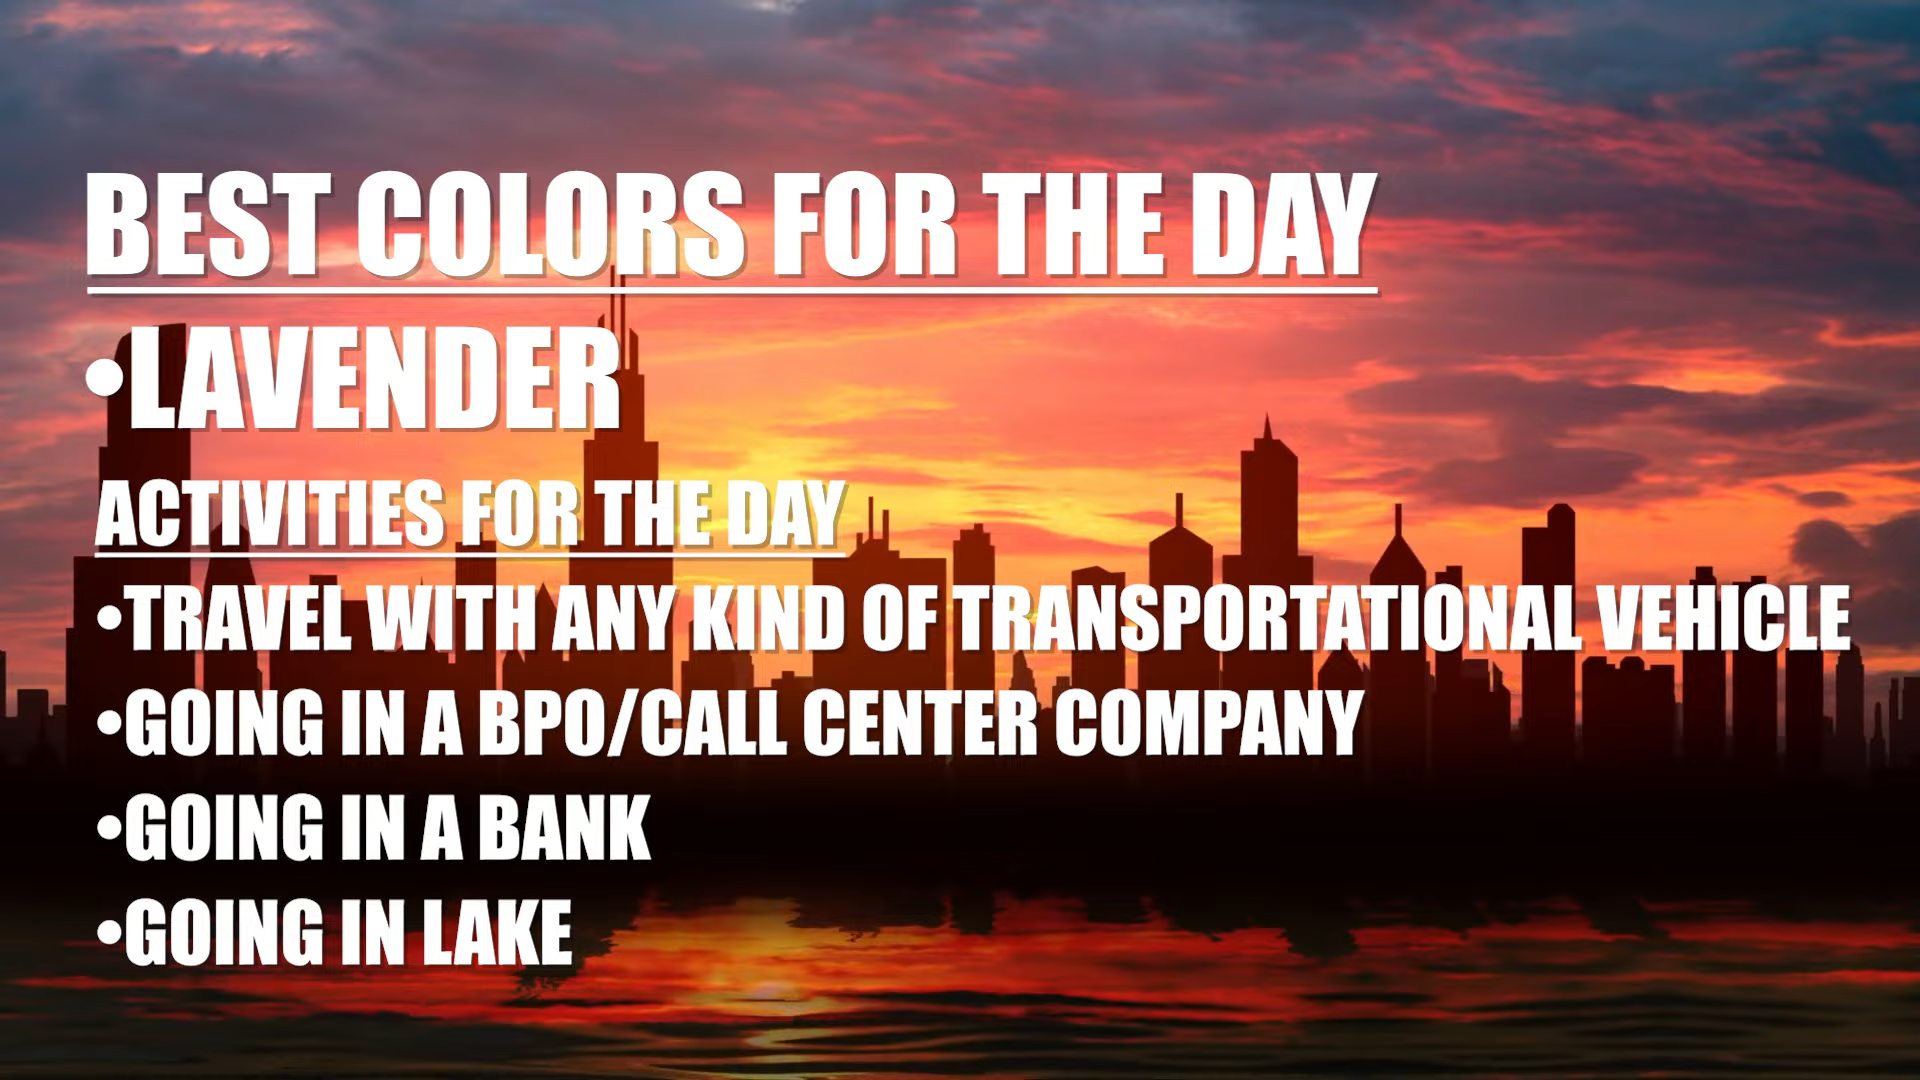 BEST COLORS FOR THE DAY
•LAVENDER
ACTIVITIES FOR THE DAY
•TRAVEL WITH ANY KIND OF TRANSPORTATIONAL VEHICLE
•GOING IN A BPO/CALL CENTER COMPANY
•GOING IN A BANK
•GOING IN LAKE